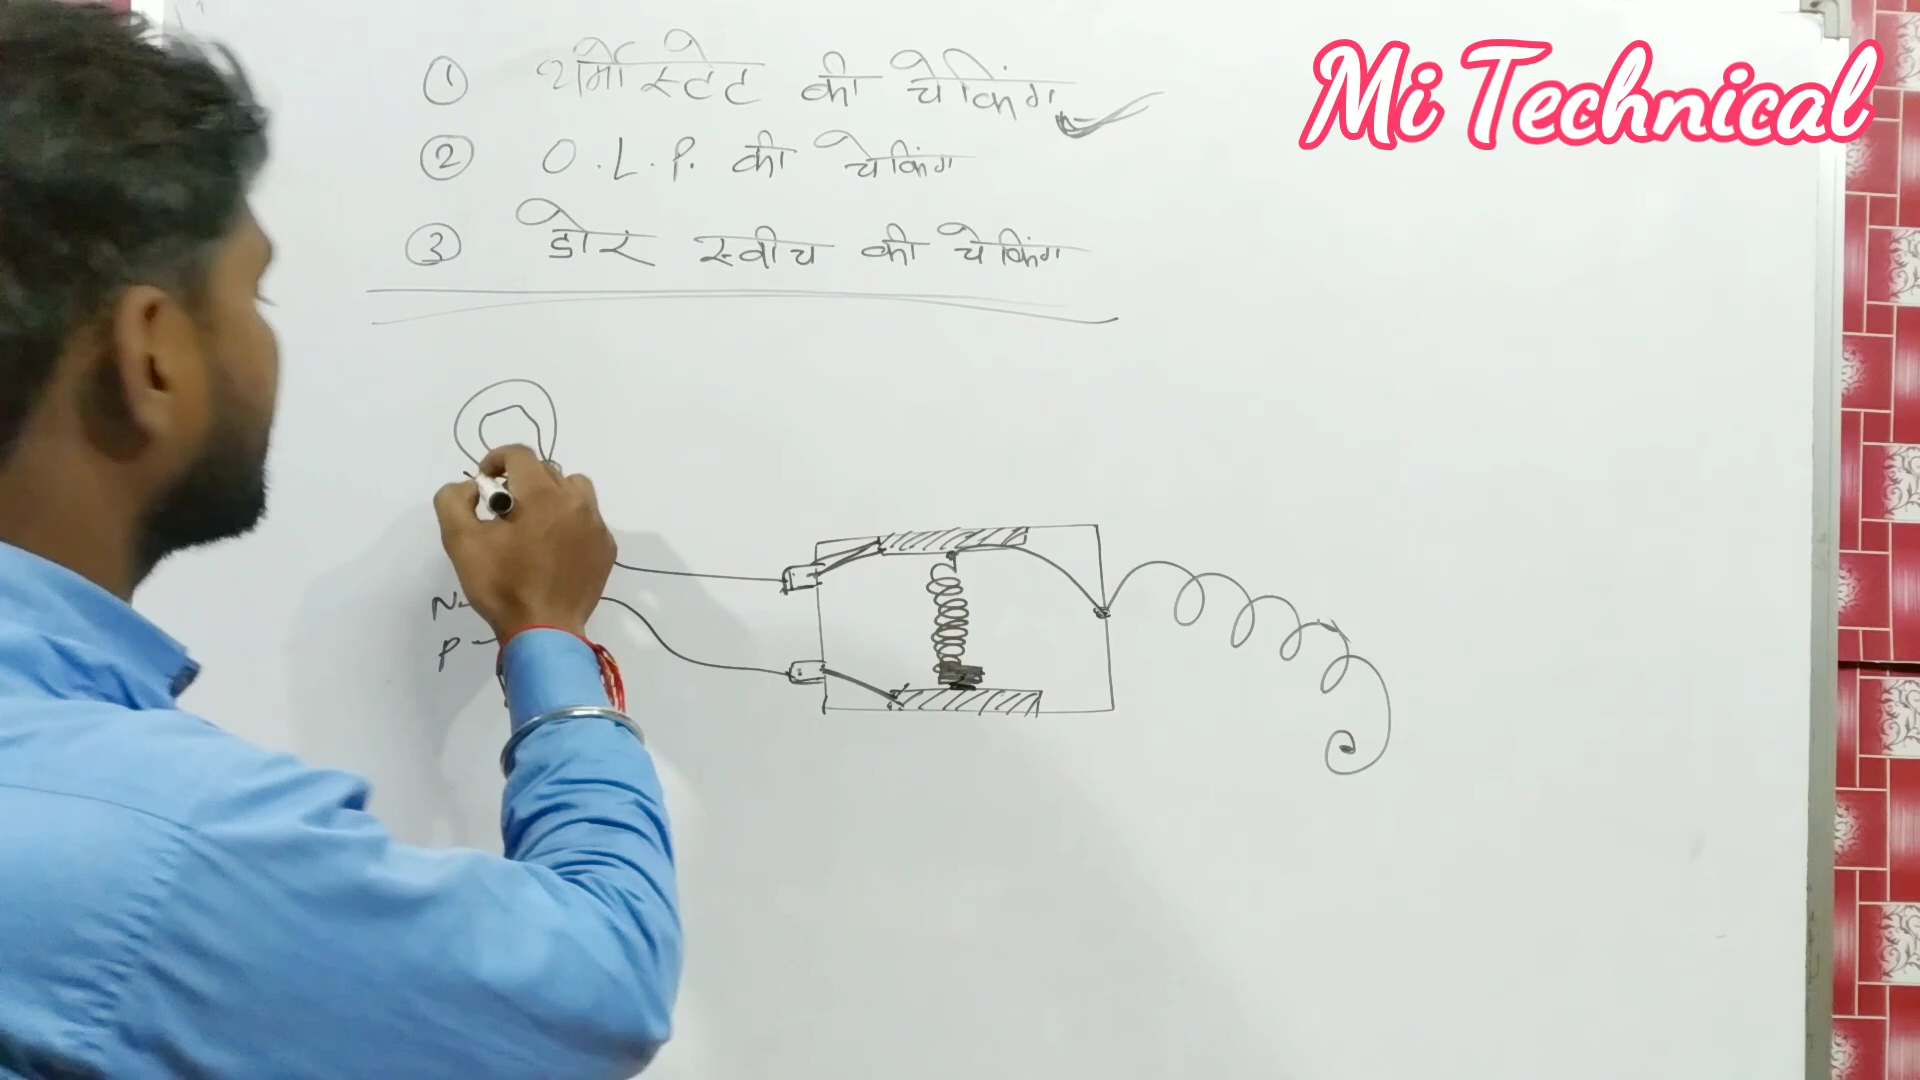 Mi Technical
① थर्मोस्टेट की चेकिंग
② O.L.P. की चेकिंग
③ डोर स्वीच की चेकिंग
N
P